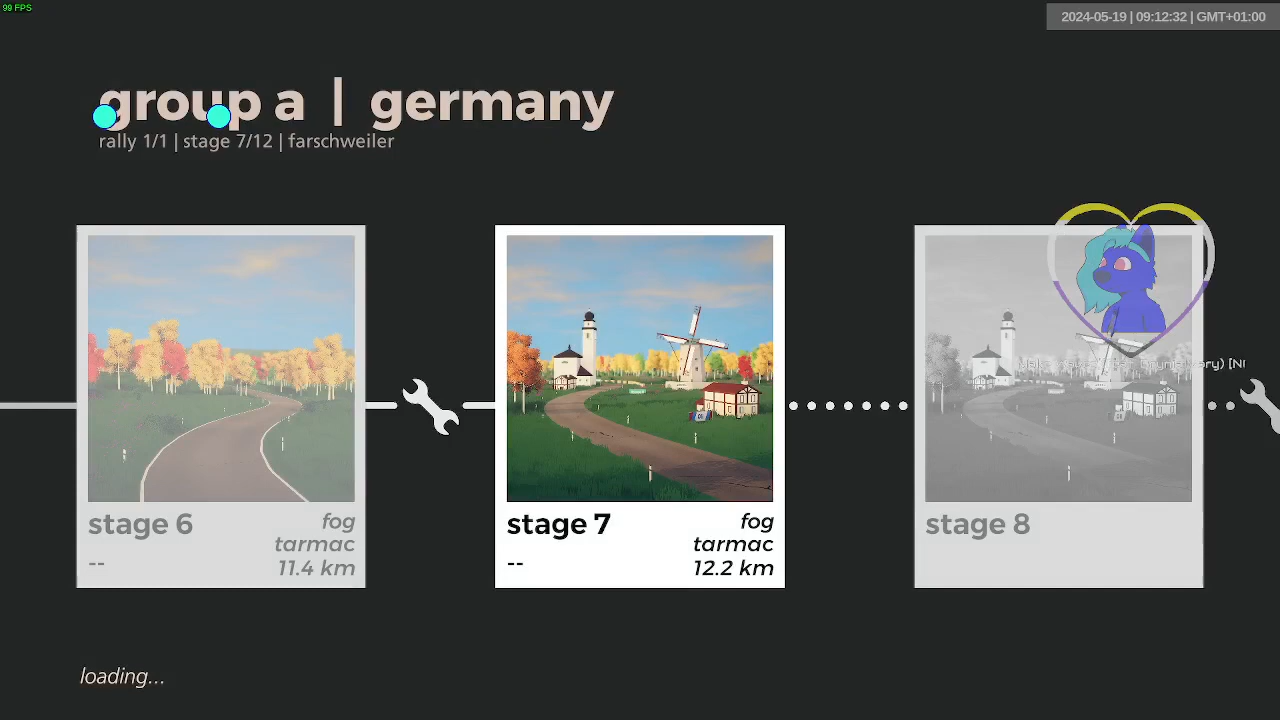 99 FPS
2024-05-19 | 09:12:32 | GMT+01:00
group a | germany
rally 1/1 | stage 7/12 | farschweiler
stage 6
fog
tarmac
--
11.4 km
stage 7
fog
tarmac
--
12.2 km
stage 8
loading...